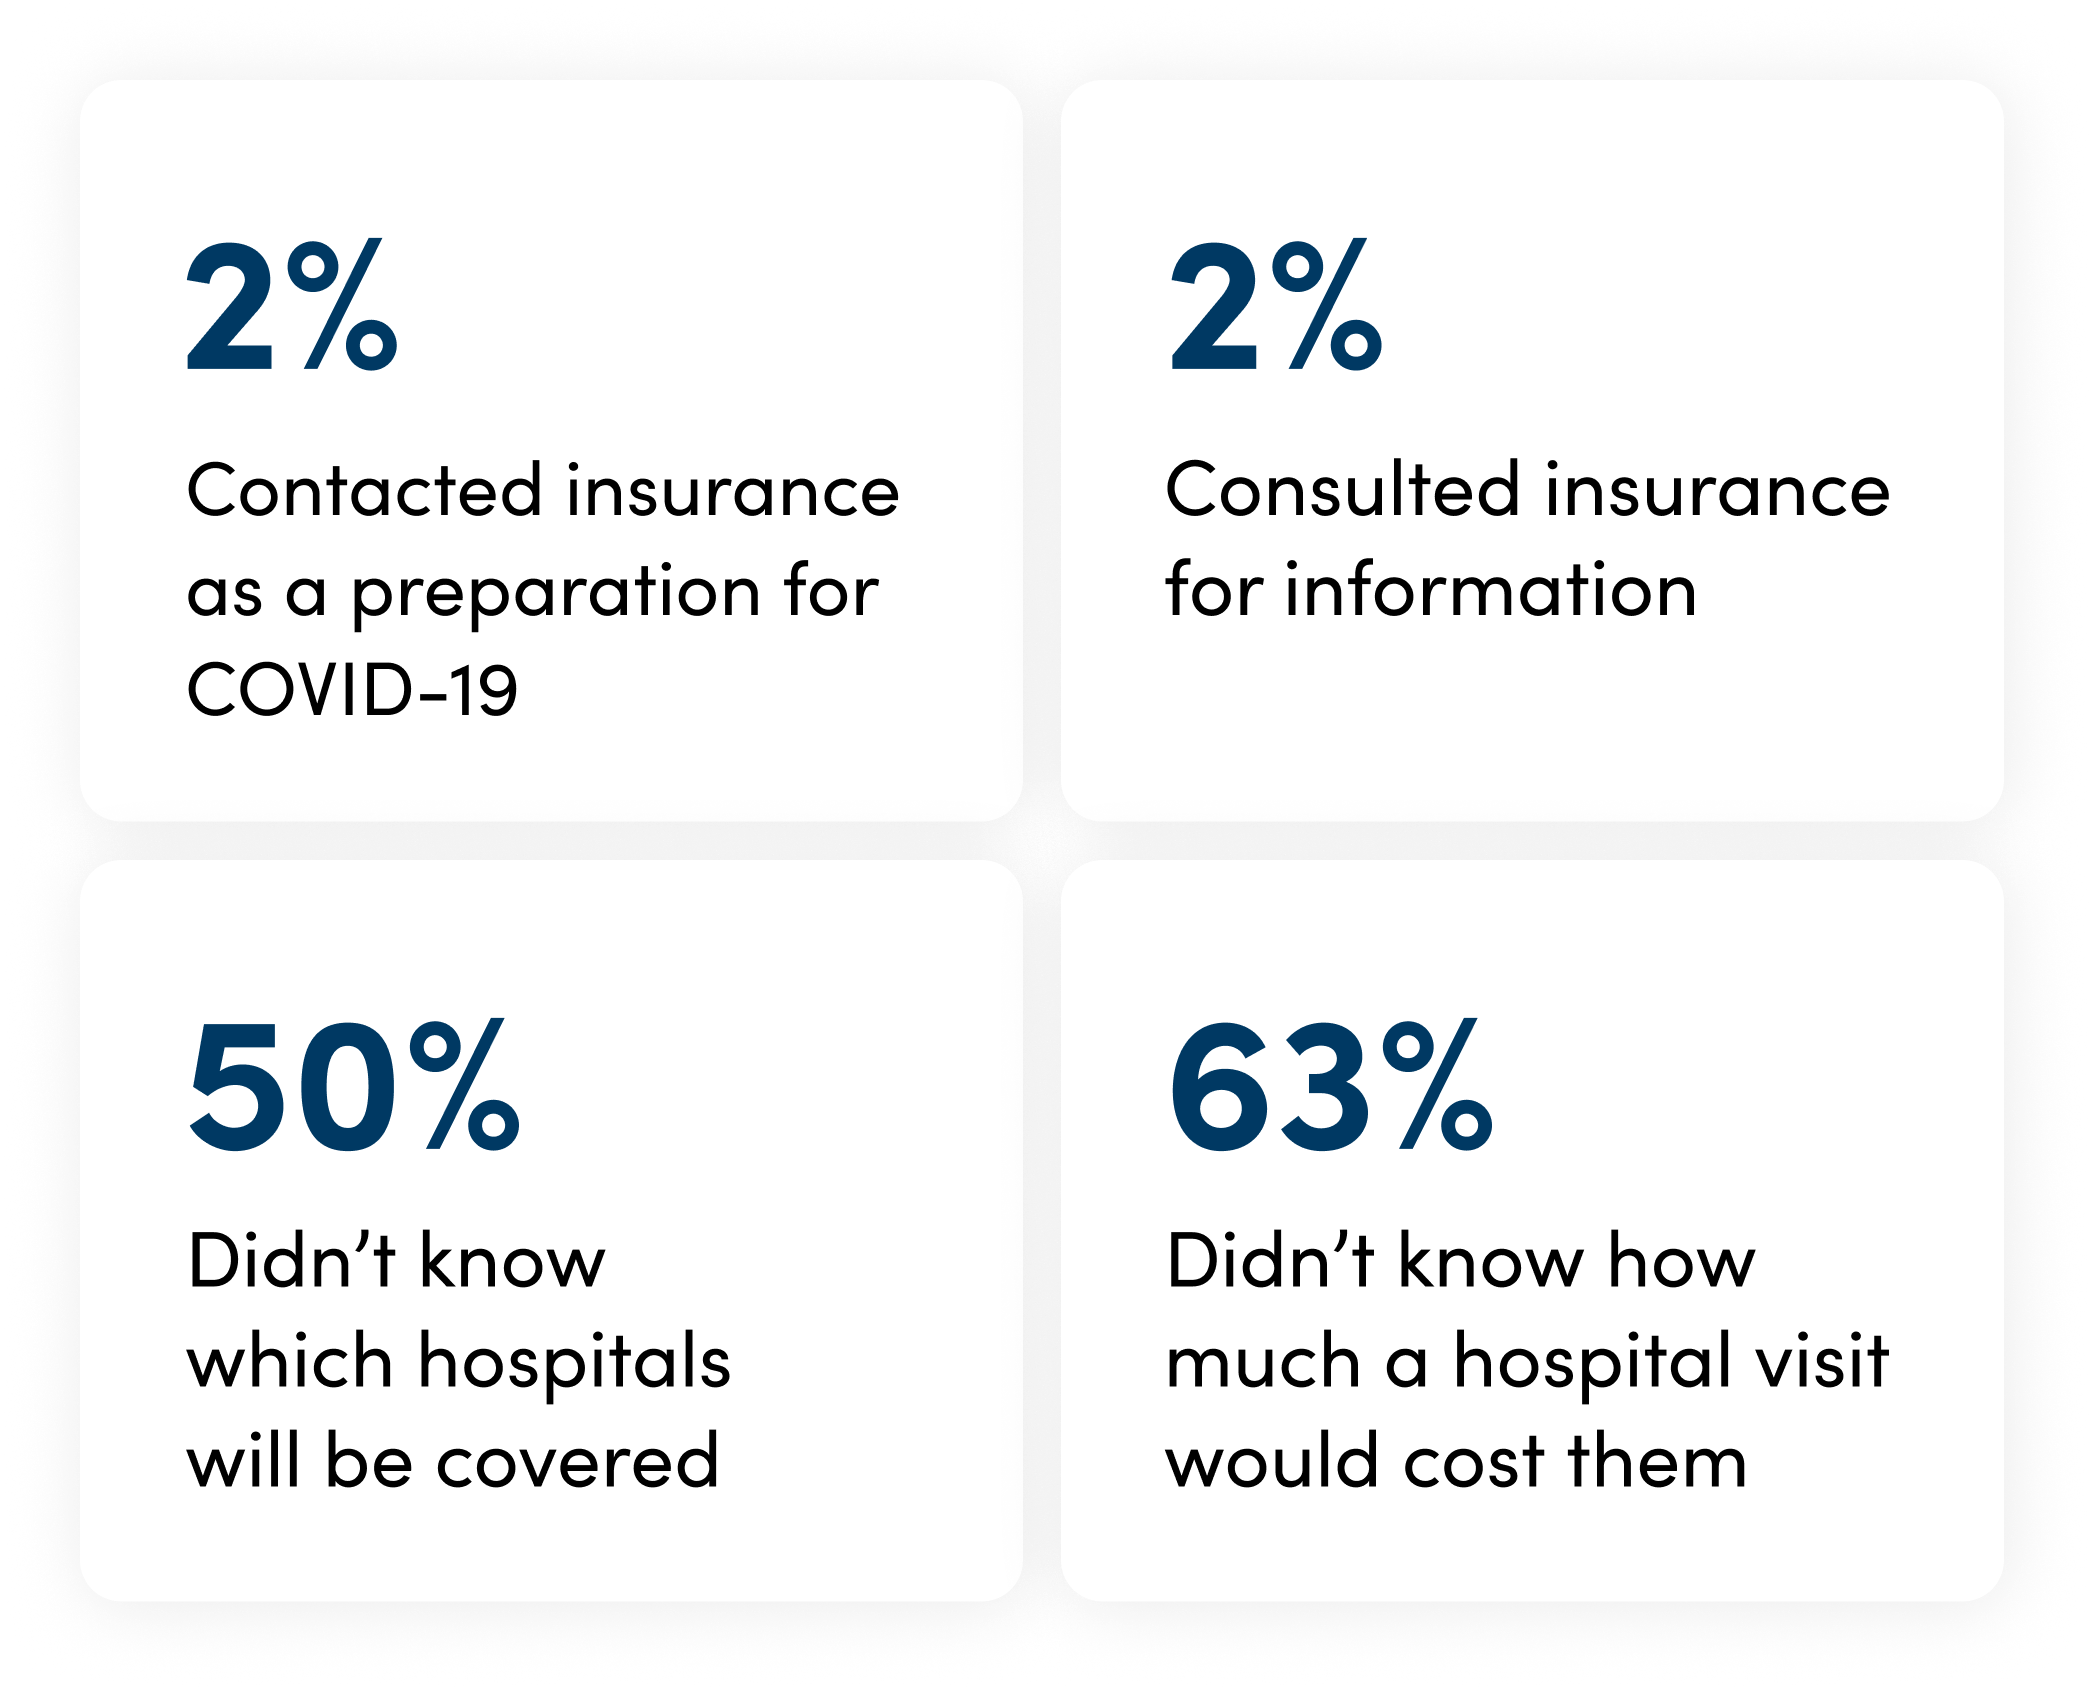 2%
Contacted insurance
as a preparation for
COVID-19
2%
Consulted insurance
for information
50%
Didn’t know
which hospitals
will be covered
63%
Didn’t know how
much a hospital visit
would cost them